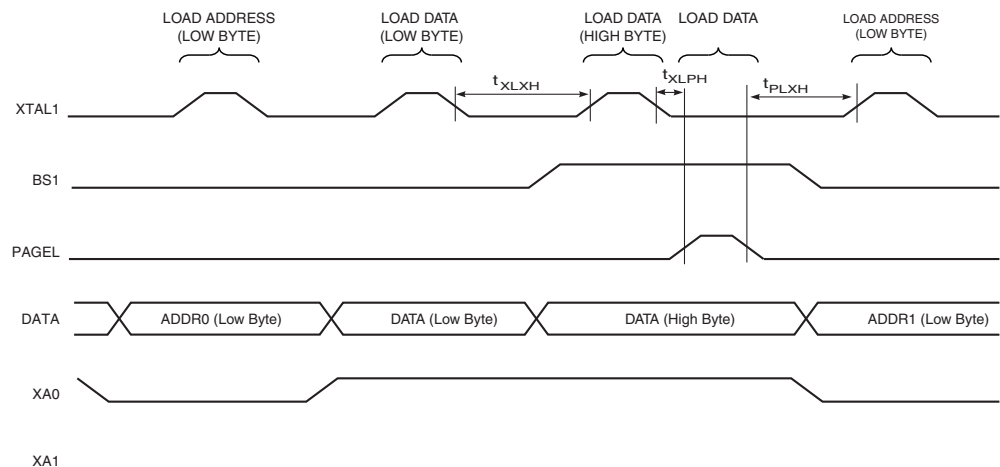 LOAD ADDRESS
(LOW BYTE)
LOAD DATA
(LOW BYTE)
LOAD DATA
(HIGH BYTE)
LOAD DATA
LOAD ADDRESS
(LOW BYTE)
tXLXH
tXLPH
tPLXH
XTAL1
BS1
PAGEL
DATA
ADDR0 (Low Byte)
DATA (Low Byte)
DATA (High Byte)
ADDR1 (Low Byte)
XA0
XA1